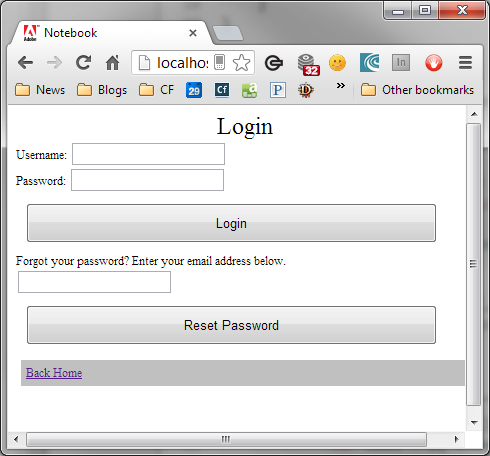 Notebook
Adobe
localhos
32
In
News Blogs CF 29 Cf a P D » Other bookmarks
Login
Username:
Password:
Login
Forgot your password? Enter your email address below.
Reset Password
Back Home